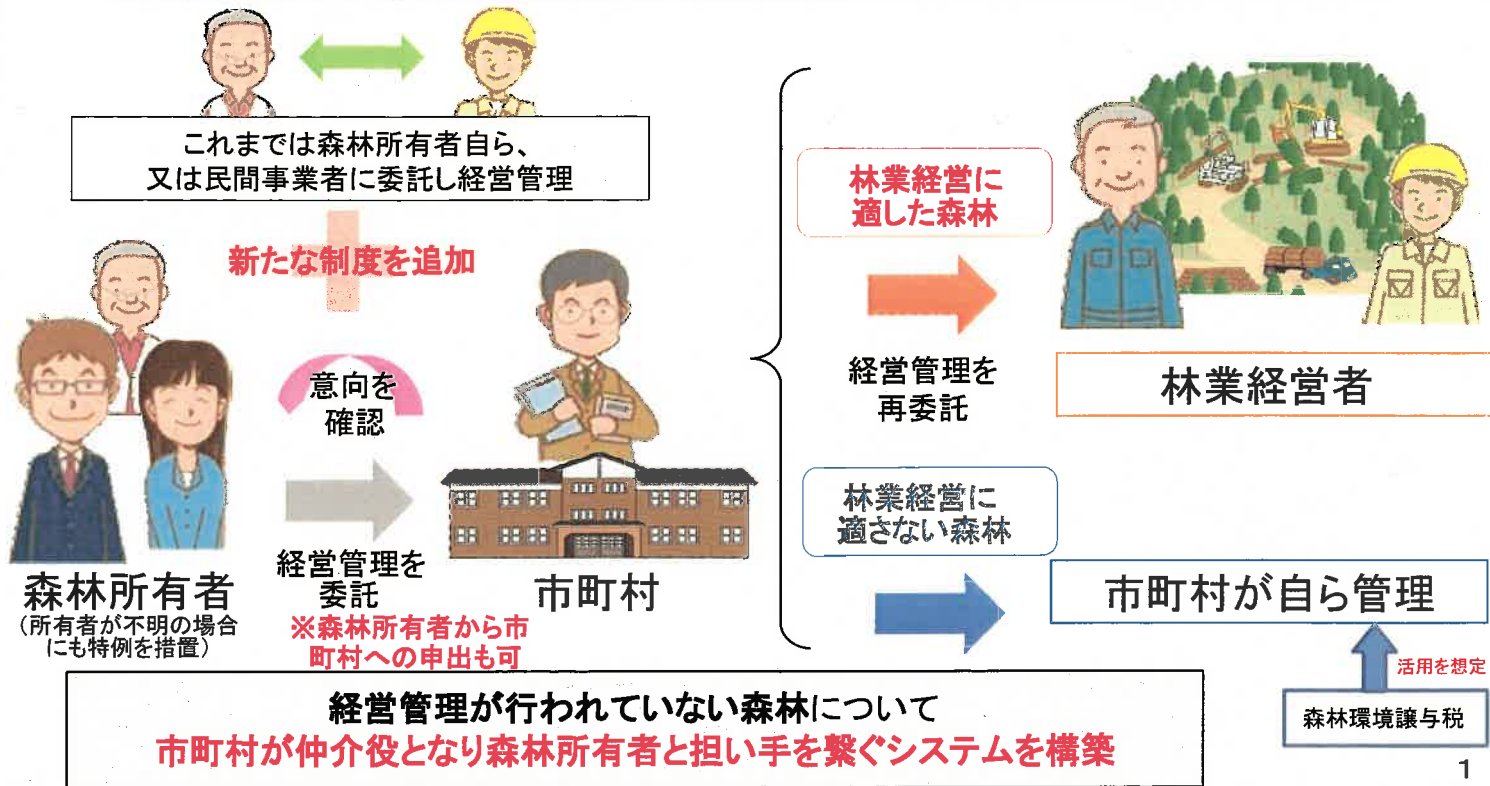 これまでは森林所有者自ら、
又は民間事業者に委託し経営管理
新たな制度を追加
意向を
確認
経営管理を
委託
※森林所有者から市
町村への申出も可
森林所有者
(所有者が不明の場合
にも特例を措置)
市町村
林業経営に
適した森林
経営管理を
再委託
林業経営者
林業経営に
適さない森林
市町村が自ら管理
活用を想定
森林環境譲与税
経営管理が行われていない森林について
市町村が仲介役となり森林所有者と担い手を繋ぐシステムを構築
1